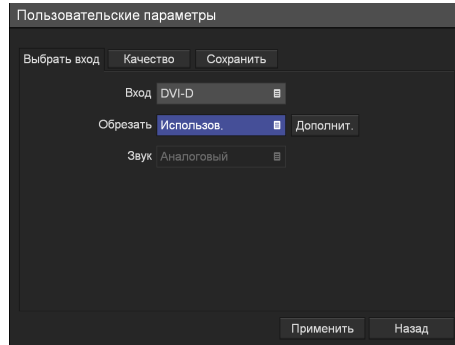 Пользовательские параметры
Выбрать вход Качество Сохранить
Вход DVI-D
Обрезать Использов. Дополнит.
Звук Аналоговый
Применить Назад